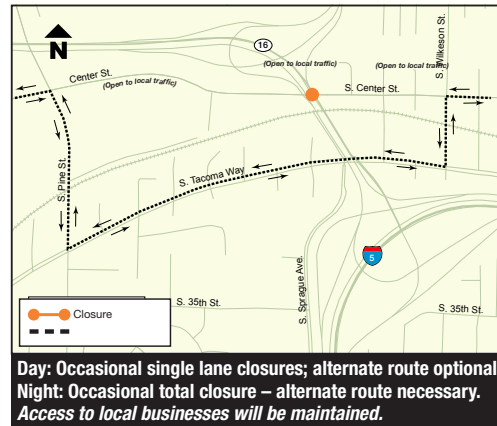 N
16
(Open to local traffic)
(Open to local traffic)
S. Wilkeson St.
Center St.
(Open to local traffic)
S. Center St.
S. Pine St.
S. Tacoma Way
5
S. Sprague Ave.
S. 35th St.
S. 35th St.
Closure
Day: Occasional single lane closures; alternate route optional
Night: Occasional total closure – alternate route necessary.
Access to local businesses will be maintained.